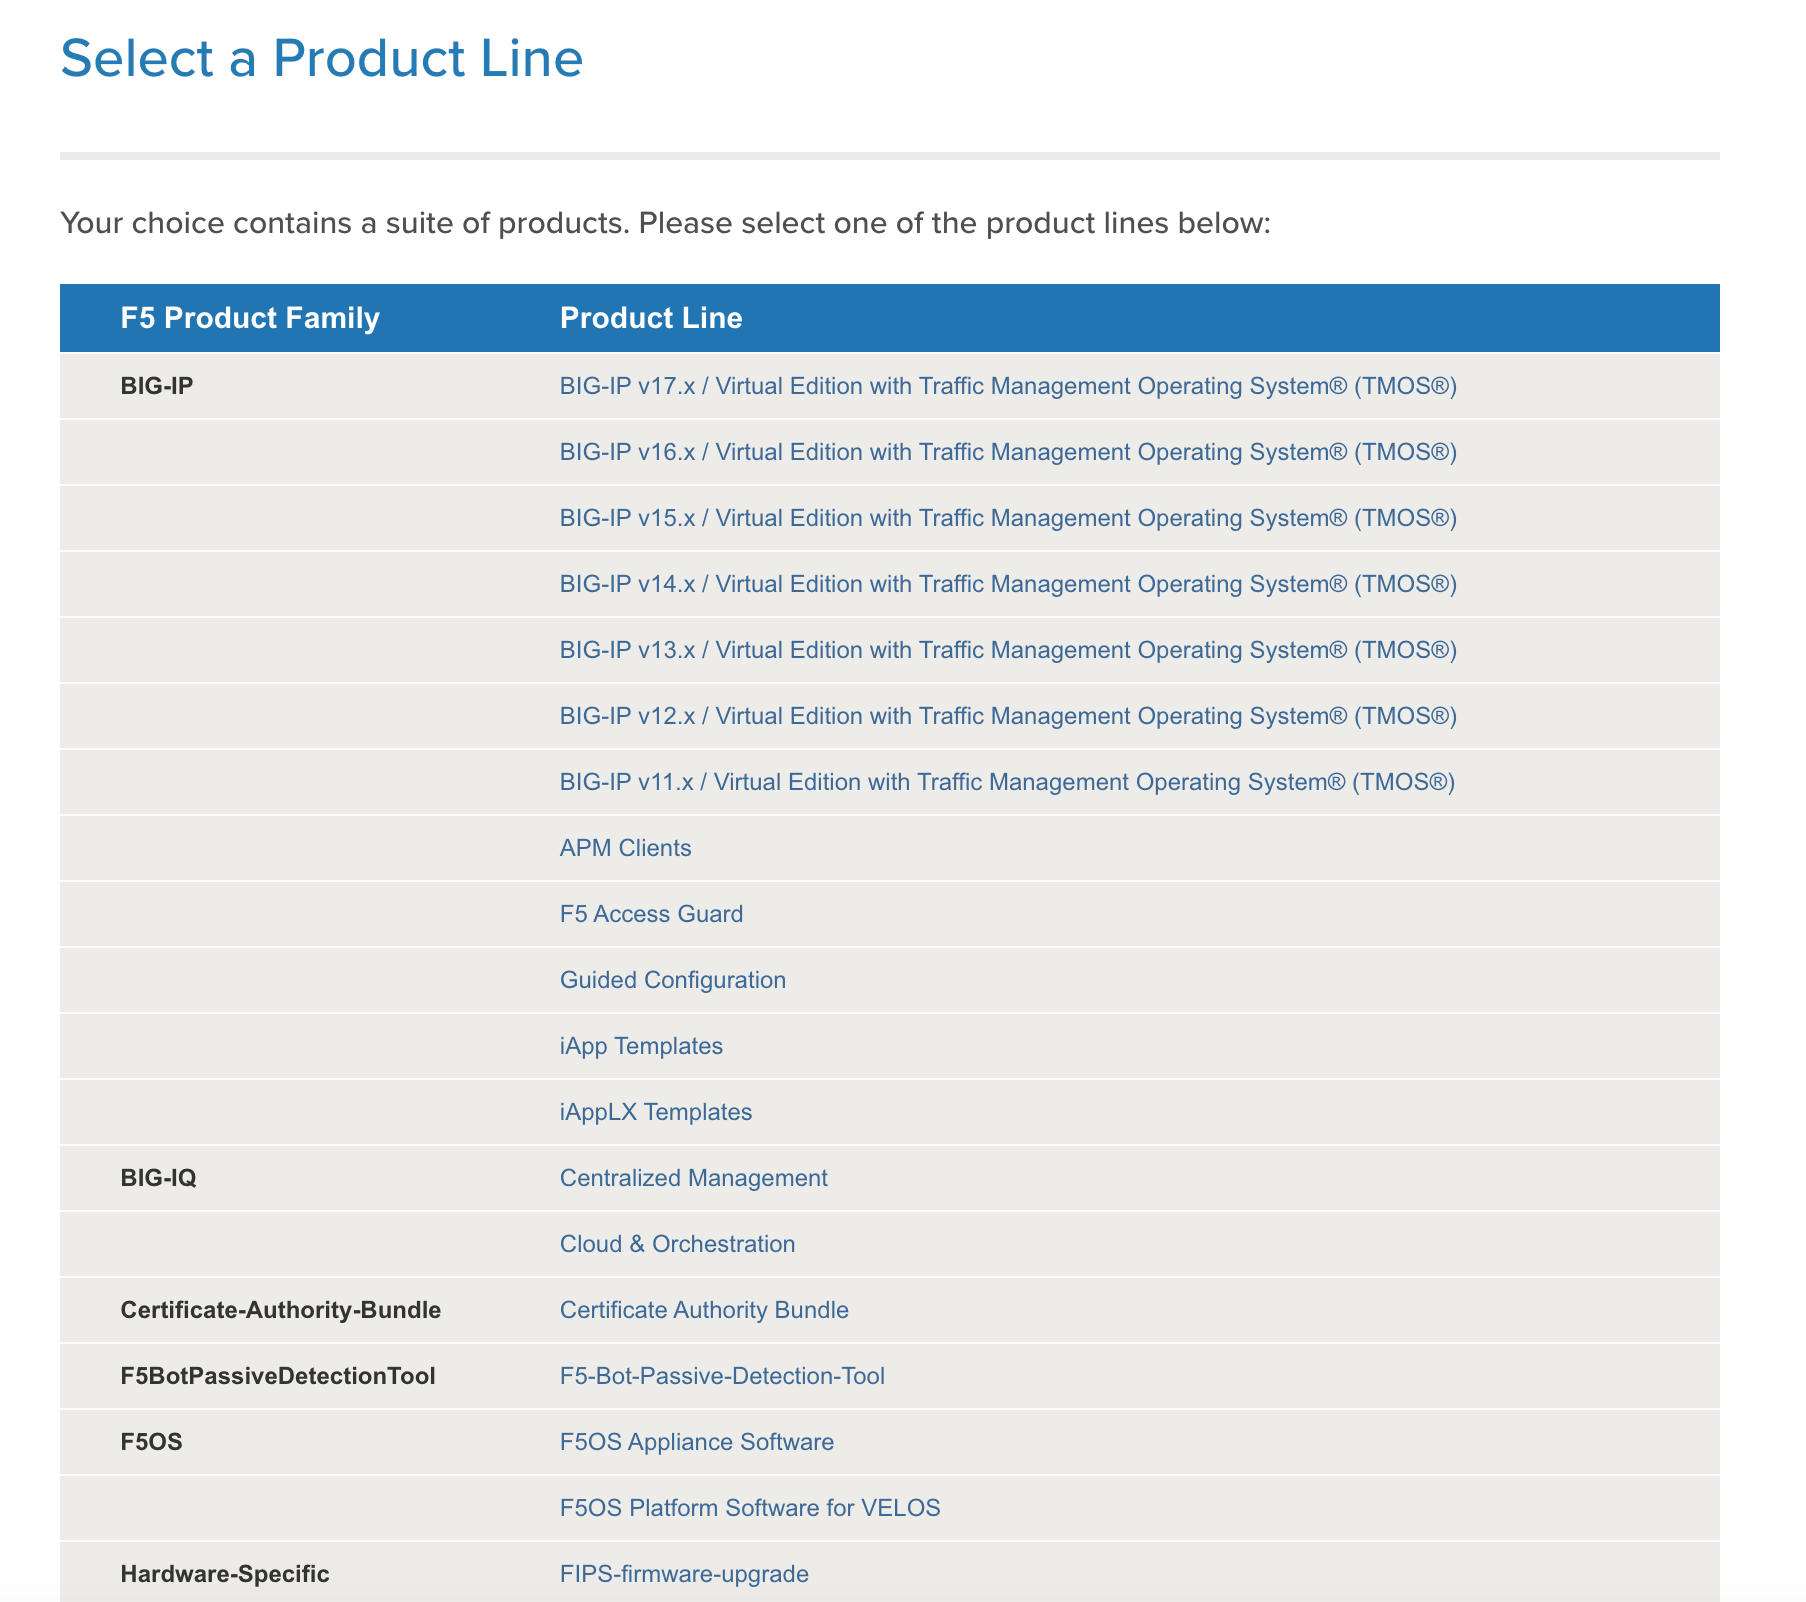 Select a Product Line
Your choice contains a suite of products. Please select one of the product lines below:
F5 Product Family Product Line
BIG-IP BIG-IP v17.x / Virtual Edition with Traffic Management Operating System® (TMOS®)
BIG-IP v16.x / Virtual Edition with Traffic Management Operating System® (TMOS®)
BIG-IP v15.x / Virtual Edition with Traffic Management Operating System® (TMOS®)
BIG-IP v14.x / Virtual Edition with Traffic Management Operating System® (TMOS®)
BIG-IP v13.x / Virtual Edition with Traffic Management Operating System® (TMOS®)
BIG-IP v12.x / Virtual Edition with Traffic Management Operating System® (TMOS®)
BIG-IP v11.x / Virtual Edition with Traffic Management Operating System® (TMOS®)
APM Clients
F5 Access Guard
Guided Configuration
iApp Templates
iAppLX Templates
BIG-IQ Centralized Management
Cloud & Orchestration
Certificate-Authority-Bundle Certificate Authority Bundle
F5BotPassiveDetectionTool F5-Bot-Passive-Detection-Tool
F5OS F5OS Appliance Software
F5OS Platform Software for VELOS
Hardware-Specific FIPS-firmware-upgrade